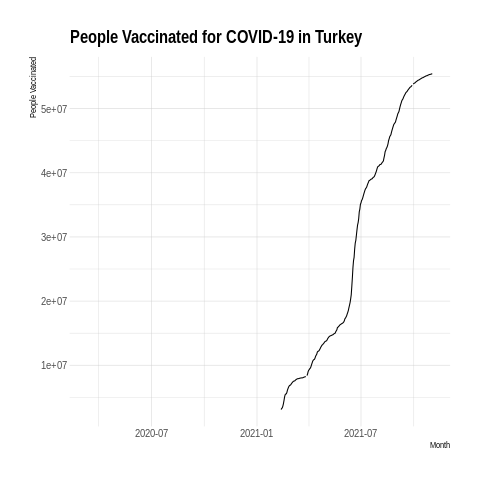 People Vaccinated for COVID-19 in Turkey
People Vaccinated
5e+07
4e+07
3e+07
2e+07
1e+07
2020-07 2021-01 2021-07
Month